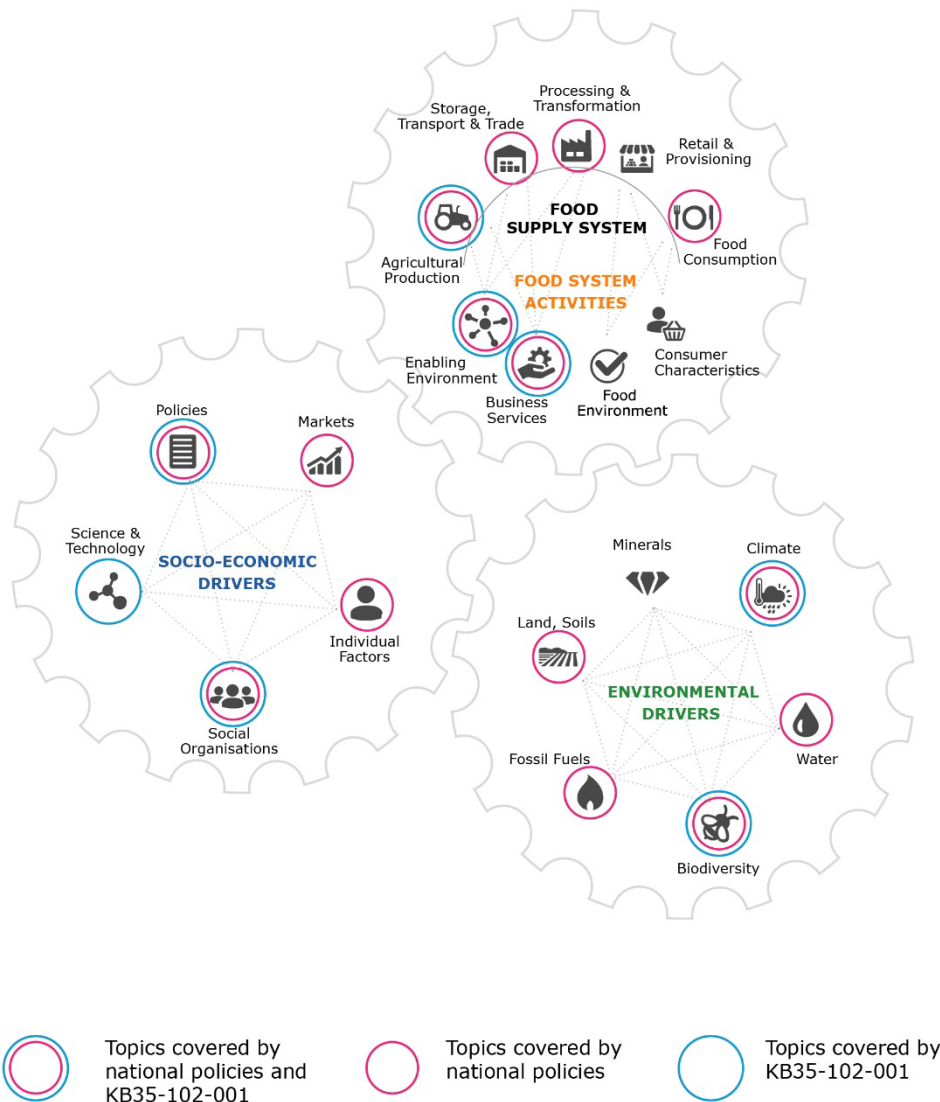 Processing &
Transformation
Storage,
Transport & Trade
Retail &
Provisioning
FOOD
SUPPLY SYSTEM
Food
Consumption
Agricultural
Production
FOOD SYSTEM
ACTIVITIES
Enabling
Environment
Business
Services
Food
Environment
Consumer
Characteristics
Policies
Markets
Science &
Technology
SOCIO-ECONOMIC
DRIVERS
Individual
Factors
Social
Organisations
Minerals
Climate
Land, Soils
ENVIRONMENTAL
DRIVERS
Water
Fossil Fuels
Biodiversity
Topics covered by
national policies and
KB35-102-001
Topics covered by
national policies
Topics covered by
KB35-102-001